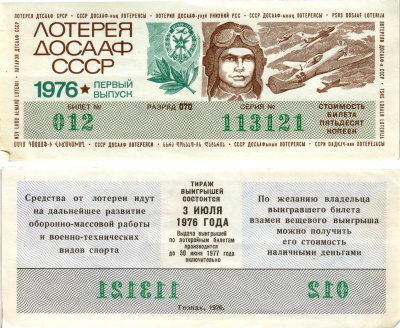 ЛОТЕРЕЯ
ДОСААФ
СССР
1976 ★ ПЕРВЫЙ
ВЫПУСК
БИЛЕТ № РАЗРЯД 070 СЕРИЯ №
012 113121
СТОИМОСТЬ
БИЛЕТА
ПЯТЬДЕСЯТ
КОПЕЕК
Средства от лотереи идут
на дальнейшее развитие
оборонно-массовой работы
и военно-технических
видов спорта
ТИРАЖ
ВЫИГРЫШЕЙ
СОСТОИТСЯ
3 ИЮЛЯ
1976 ГОДА
Выдача выигрышей
по лотерейным билетам
производится
до 30 июня 1977 года
включительно
По желанию владельца
выигравшего билета
взамен вещевого выигрыша
можно получить
его стоимость
наличными деньгами
113121 012
Гознак. 1976.